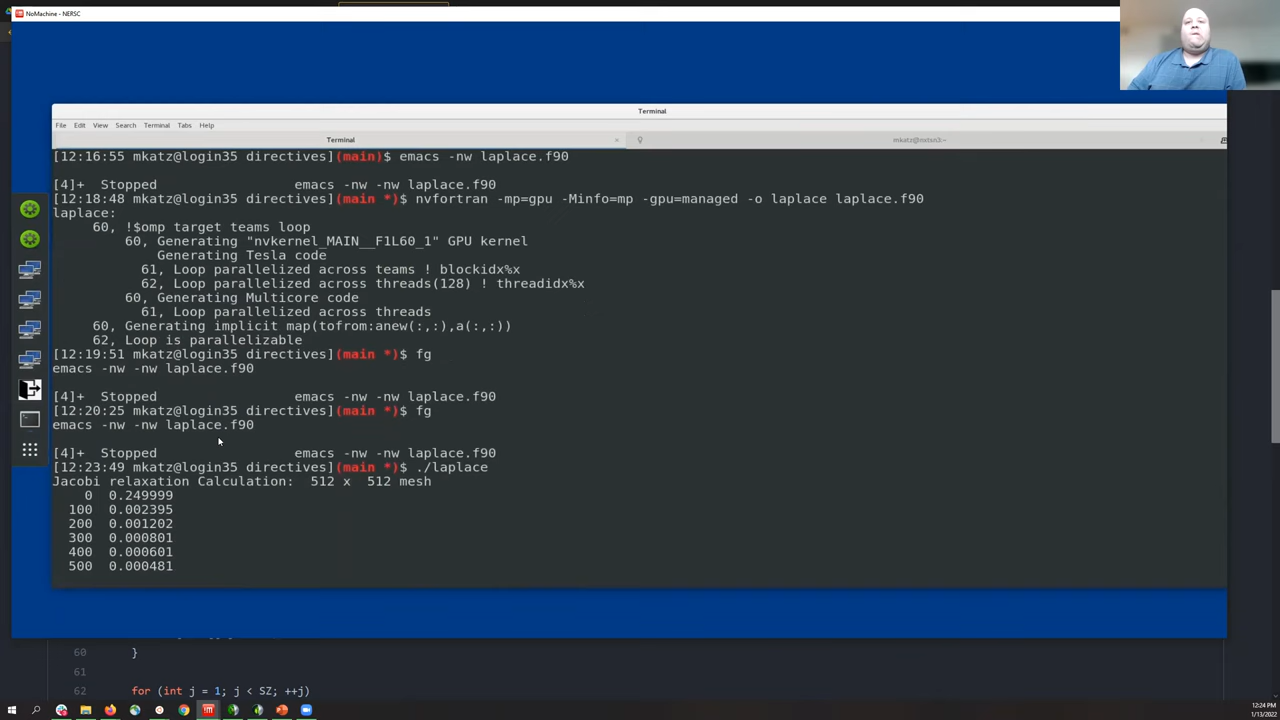 NoMachine - NERSC
Terminal
File Edit View Search Terminal Tabs Help
Terminal × mkatz@nxtsn3:~
[12:16:55 mkatz@login35 directives](main)$ emacs -nw laplace.f90
[4]+ Stopped emacs -nw -nw laplace.f90
[12:18:48 mkatz@login35 directives](main *)$ nvfortran -mp=gpu -Minfo=mp -gpu=managed -o laplace laplace.f90
laplace:
60, !$omp target teams loop
60, Generating "nvkernel_MAIN__F1L60_1" GPU kernel
Generating Tesla code
61, Loop parallelized across teams ! blockidx%x
62, Loop parallelized across threads(128) ! threadidx%x
60, Generating Multicore code
61, Loop parallelized across threads
60, Generating implicit map(tofrom:anew(:,:),a(:,:))
62, Loop is parallelizable
[12:19:51 mkatz@login35 directives](main *)$ fg
emacs -nw -nw laplace.f90
[4]+ Stopped emacs -nw -nw laplace.f90
[12:20:25 mkatz@login35 directives](main *)$ fg
emacs -nw -nw laplace.f90
[4]+ Stopped emacs -nw -nw laplace.f90
[12:23:49 mkatz@login35 directives](main *)$ ./laplace
Jacobi relaxation Calculation: 512 x 512 mesh
0 0.249999
100 0.002395
200 0.001202
300 0.000801
400 0.000601
500 0.000481
60 }
61
62 for (int j = 1; j < SZ; ++j)
12:24 PM
1/13/2022